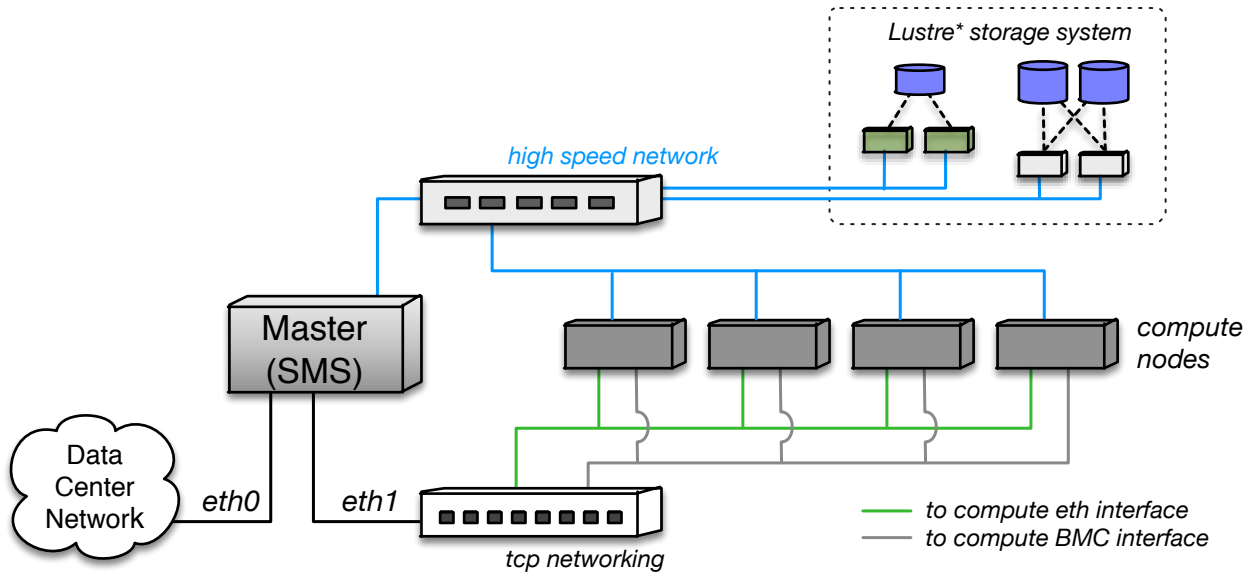 Lustre* storage system
high speed network
Master
(SMS)
compute
nodes
Data
Center
Network
eth0
eth1
tcp networking
to compute eth interface
to compute BMC interface